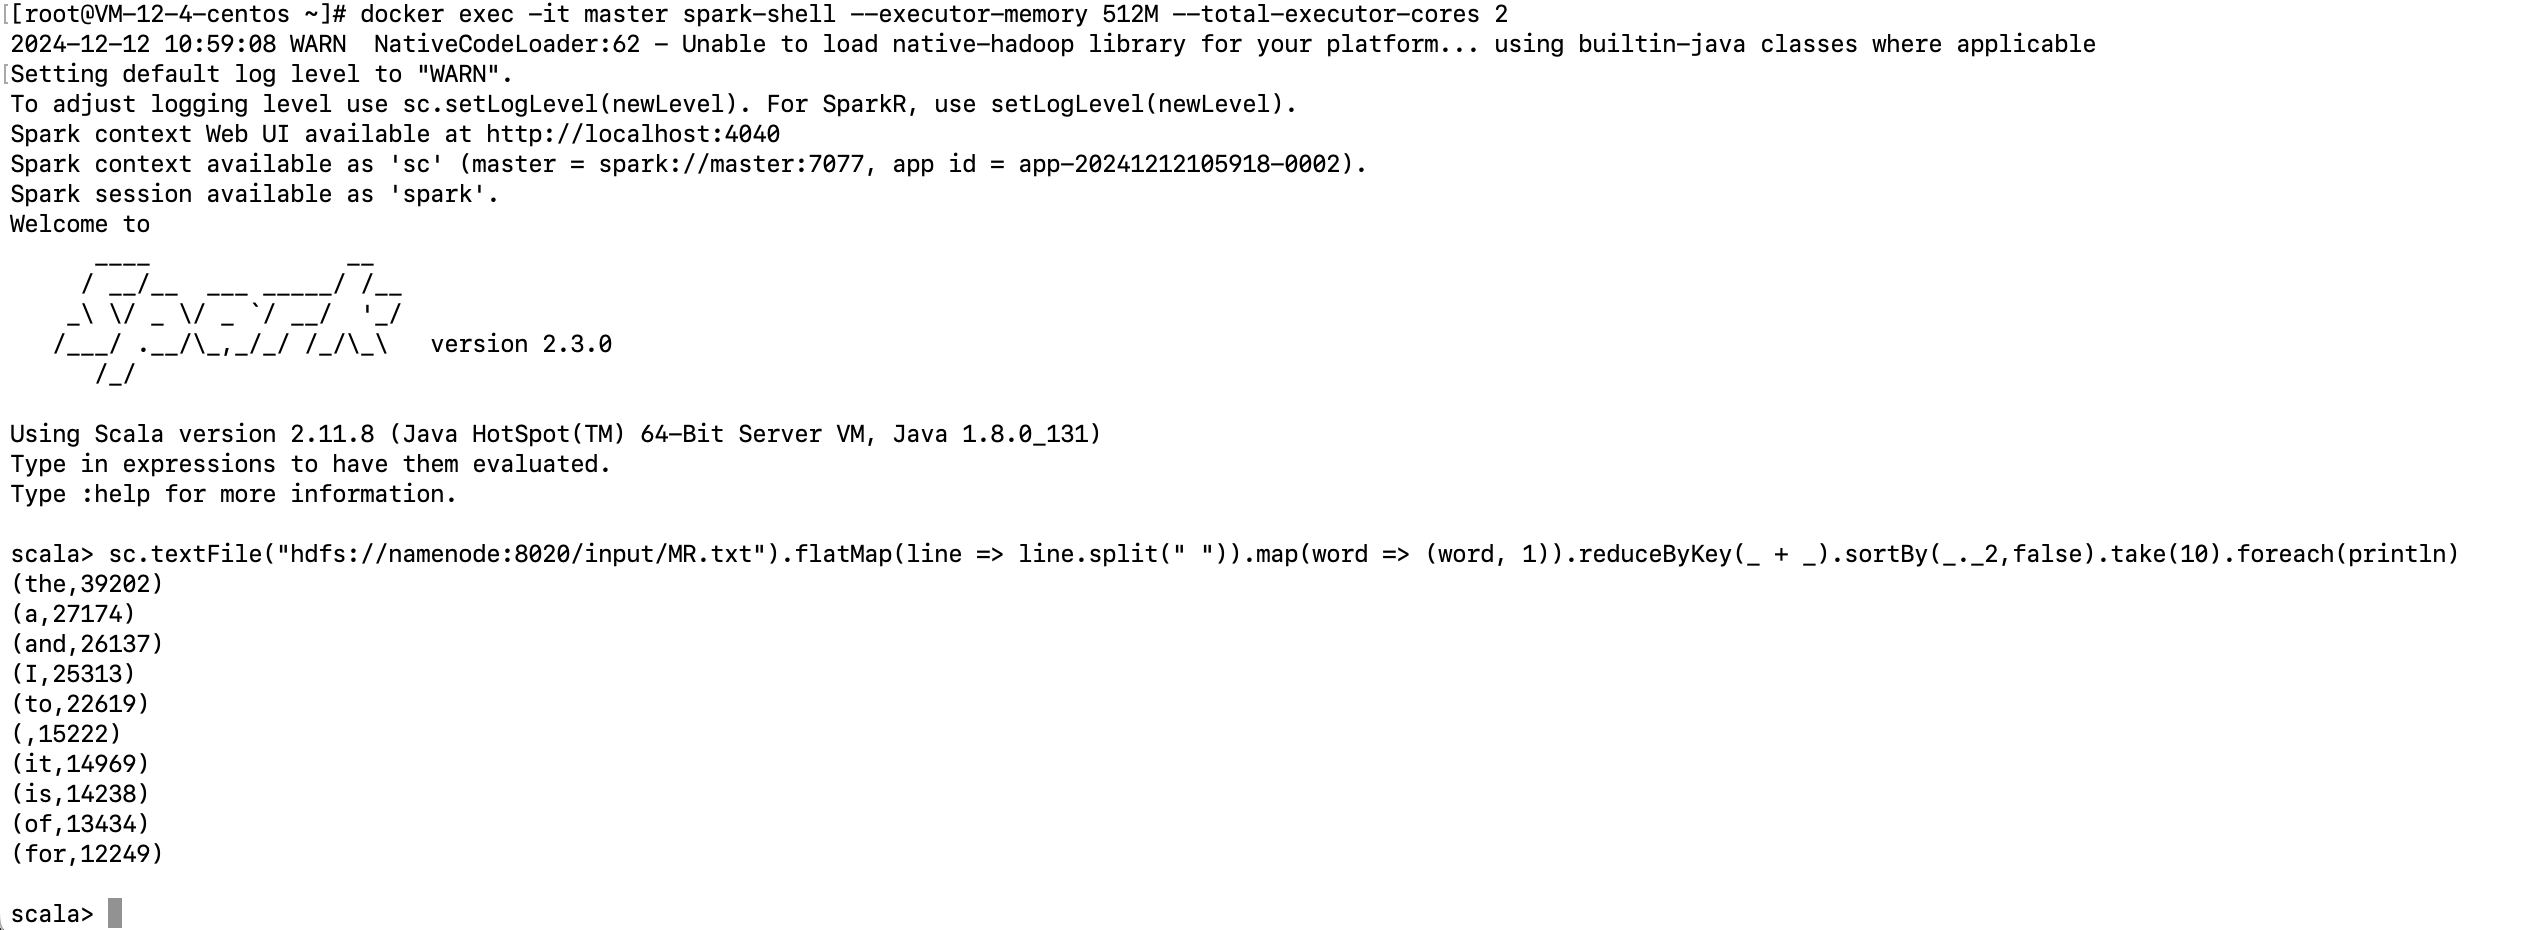 [[root@VM-12-4-centos ~]# docker exec -it master spark-shell --executor-memory 512M --total-executor-cores 2
2024-12-12 10:59:08 WARN  NativeCodeLoader:62 - Unable to load native-hadoop library for your platform... using builtin-java classes where applicable
[Setting default log level to "WARN".
To adjust logging level use sc.setLogLevel(newLevel). For SparkR, use setLogLevel(newLevel).
Spark context Web UI available at http://localhost:4040
Spark context available as 'sc' (master = spark://master:7077, app id = app-20241212105918-0002).
Spark session available as 'spark'.
Welcome to
      ____              __
     / __/__  ___ _____/ /__
    _\ \/ _ \/ _ `/ __/  '_/
   /___/ .__/\_,_/_/ /_/\_\   version 2.3.0
      /_/
Using Scala version 2.11.8 (Java HotSpot(TM) 64-Bit Server VM, Java 1.8.0_131)
Type in expressions to have them evaluated.
Type :help for more information.
scala> sc.textFile("hdfs://namenode:8020/input/MR.txt").flatMap(line => line.split(" ")).map(word => (word, 1)).reduceByKey(_ + _).sortBy(_._2,false).take(10).foreach(println)
(the,39202)
(a,27174)
(and,26137)
(I,25313)
(to,22619)
(,15222)
(it,14969)
(is,14238)
(of,13434)
(for,12249)
scala>